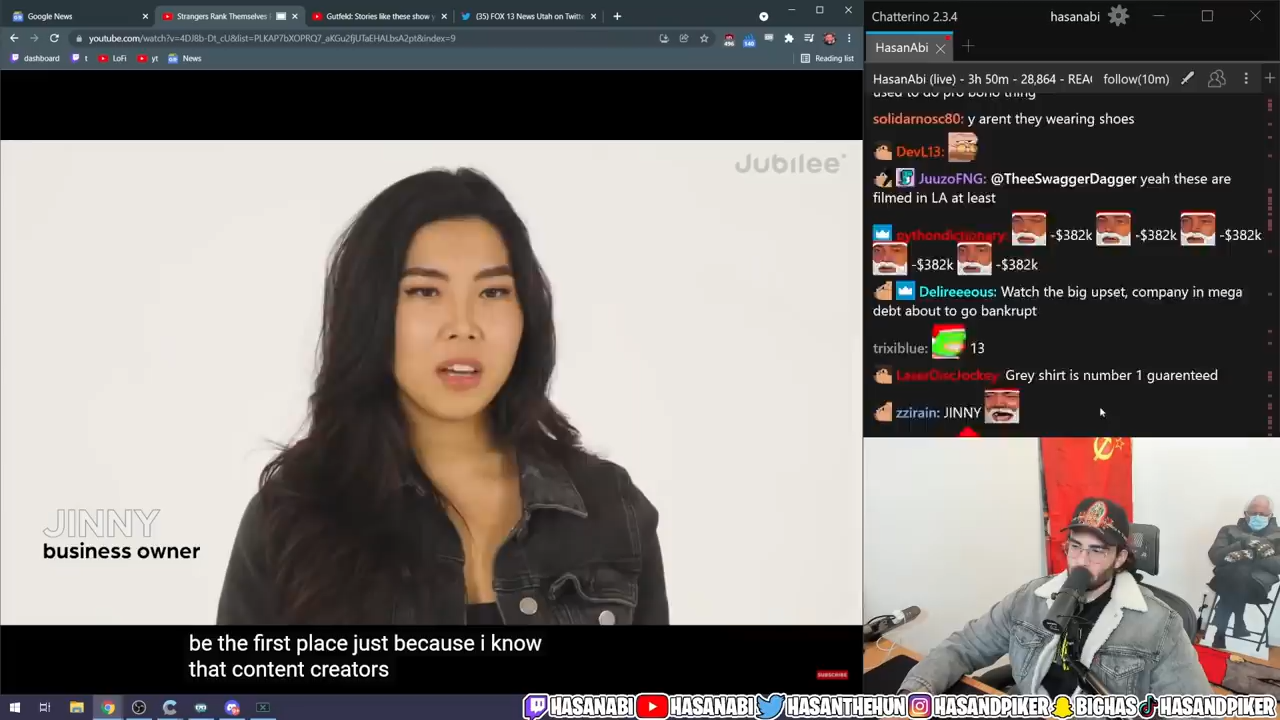 Google News
Strangers Rank Themselves
Gutfeld: Stories like these show y
(35) FOX 13 News Utah on Twitt
youtube.com/watch?v=4DJ8b-Dt_cU&list=PLKAP7bXOPRQ7_aKGu2fjUTaEHALbsA2pt&index=9
496
140
dashboard
t
LoFi
yt
News
Reading list
Jubilee
JINNY
business owner
be the first place just because i know
that content creators
SUBSCRIBE
Chatterino 2.3.4
hasanabi
HasanAbi
HasanAbi (live) - 3h 50m - 28,864 - REA
follow(10m)
used to do pro bono thing
solidarnosc80: y arent they wearing shoes
DevL13:
JuuzoFNG: @TheeSwaggerDagger yeah these are
filmed in LA at least
pythondictionary: -$382k -$382k -$382k
-$382k -$382k
Delireeeous: Watch the big upset, company in mega
debt about to go bankrupt
trixiblue: 13
LaserDiscJockey: Grey shirt is number 1 guarenteed
zzirain: JINNY
HASANABI HASANABI HASANTHEHUN HASANDPIKER BIGHAS HASANDPIKER